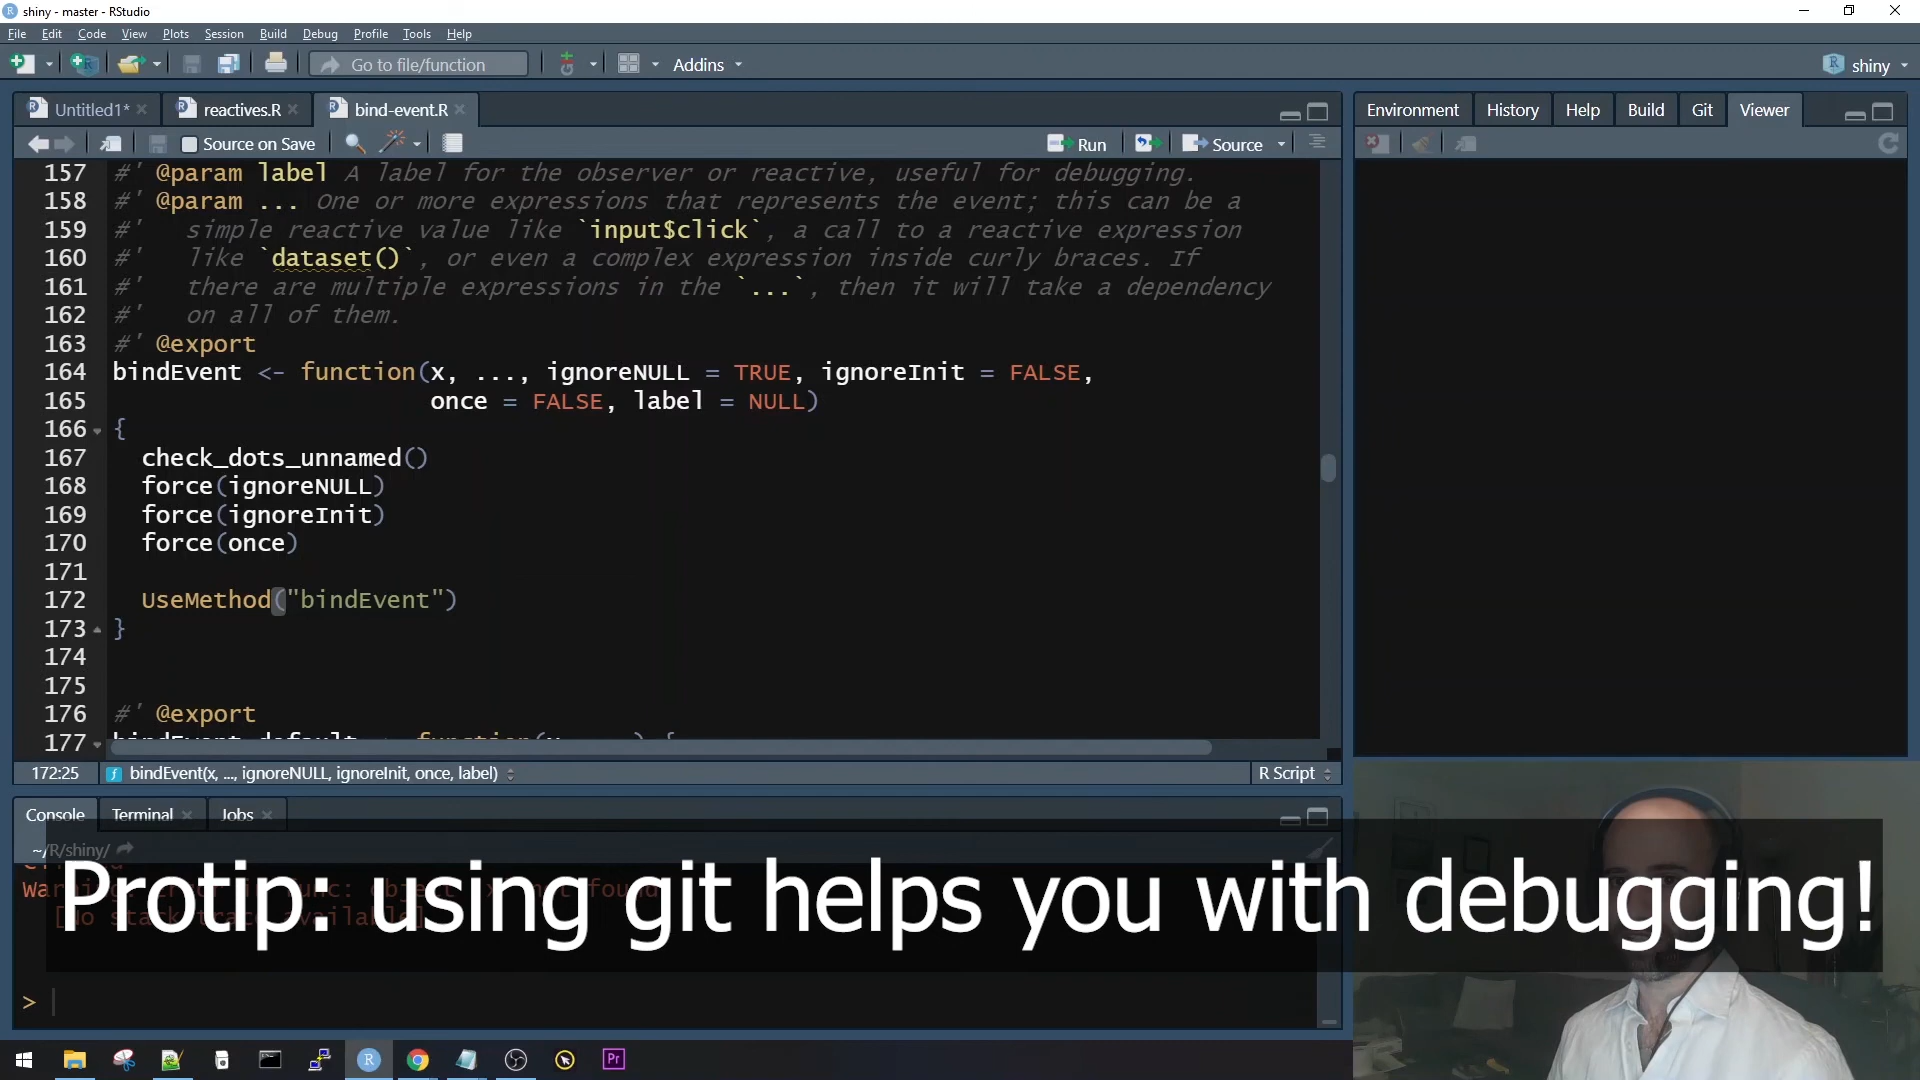 shiny - master - RStudio
File Edit Code View Plots Session Build Debug Profile Tools Help
Go to file/function Addins shiny
Untitled1* reactives.R bind-event.R
Source on Save Run Source
157 #' @param label A label for the observer or reactive, useful for debugging.
158 #' @param ... One or more expressions that represents the event; this can be a
159 #'   simple reactive value like `input$click`, a call to a reactive expression
160 #'   like `dataset()`, or even a complex expression inside curly braces. If
161 #'   there are multiple expressions in the `...`, then it will take a dependency
162 #'   on all of them.
163 #' @export
164 bindEvent <- function(x, ..., ignoreNULL = TRUE, ignoreInit = FALSE,
165                       once = FALSE, label = NULL)
166 {
167   check_dots_unnamed()
168   force(ignoreNULL)
169   force(ignoreInit)
170   force(once)
171
172   UseMethod("bindEvent")
173 }
174
175
176 #' @export
177
172:25 bindEvent(x, ..., ignoreNULL, ignoreInit, once, label) R Script
Environment History Help Build Git Viewer
Console Terminal Jobs
~/R/shiny/
[No stack trace available]
>
Protip: using git helps you with debugging!
Pr